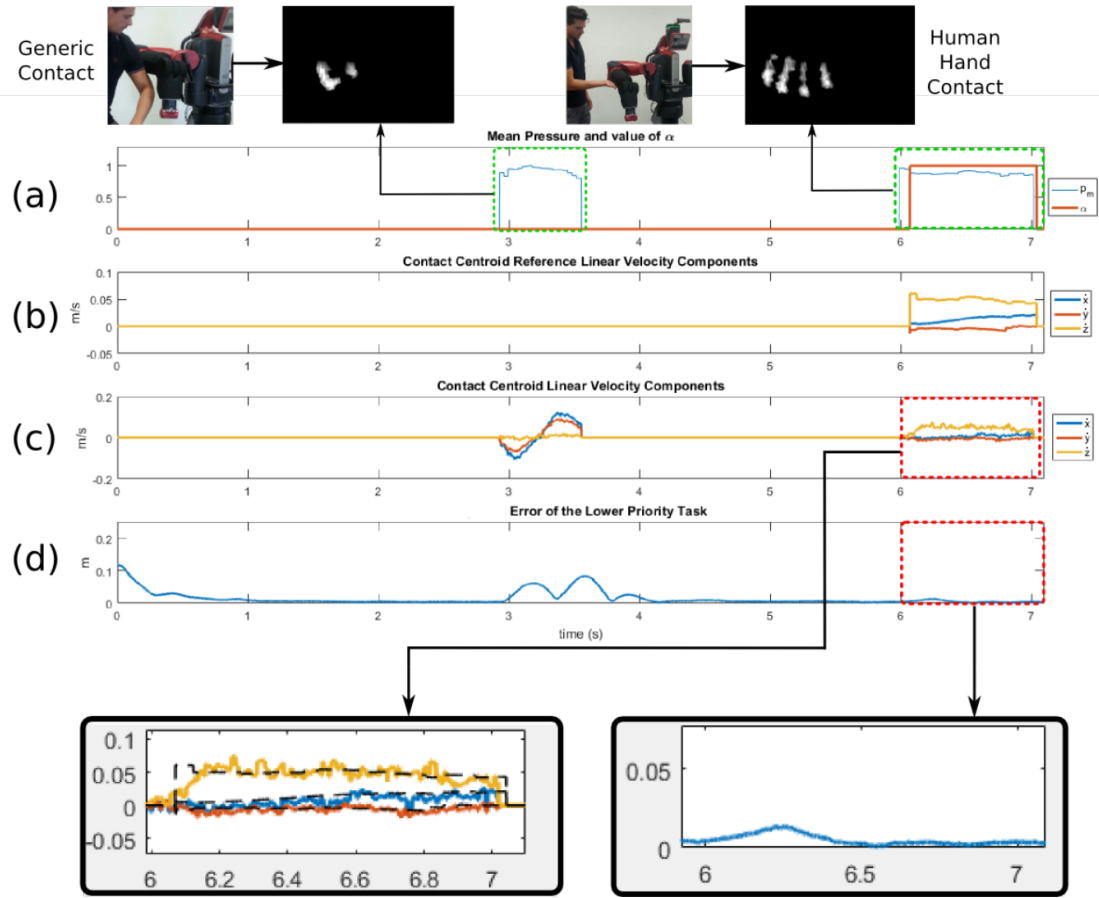 Generic
Contact
Human
Hand
Contact
Mean Pressure and value of α
(a)
1
0.5
0
0 1 2 3 4 5 6 7
p_m
α
Contact Centroid Reference Linear Velocity Components
(b)
m/s
0.1
0.05
0
-0.05
0 1 2 3 4 5 6 7
ẋ
ẏ
ż
Contact Centroid Linear Velocity Components
(c)
m/s
0.2
0
-0.2
0 1 2 3 4 5 6 7
ẋ
ẏ
ż
Error of the Lower Priority Task
(d)
m
0.2
0.1
0
0 1 2 3 4 5 6 7
time (s)
0.1
0.05
0
-0.05
6 6.2 6.4 6.6 6.8 7
0.05
0
6 6.5 7